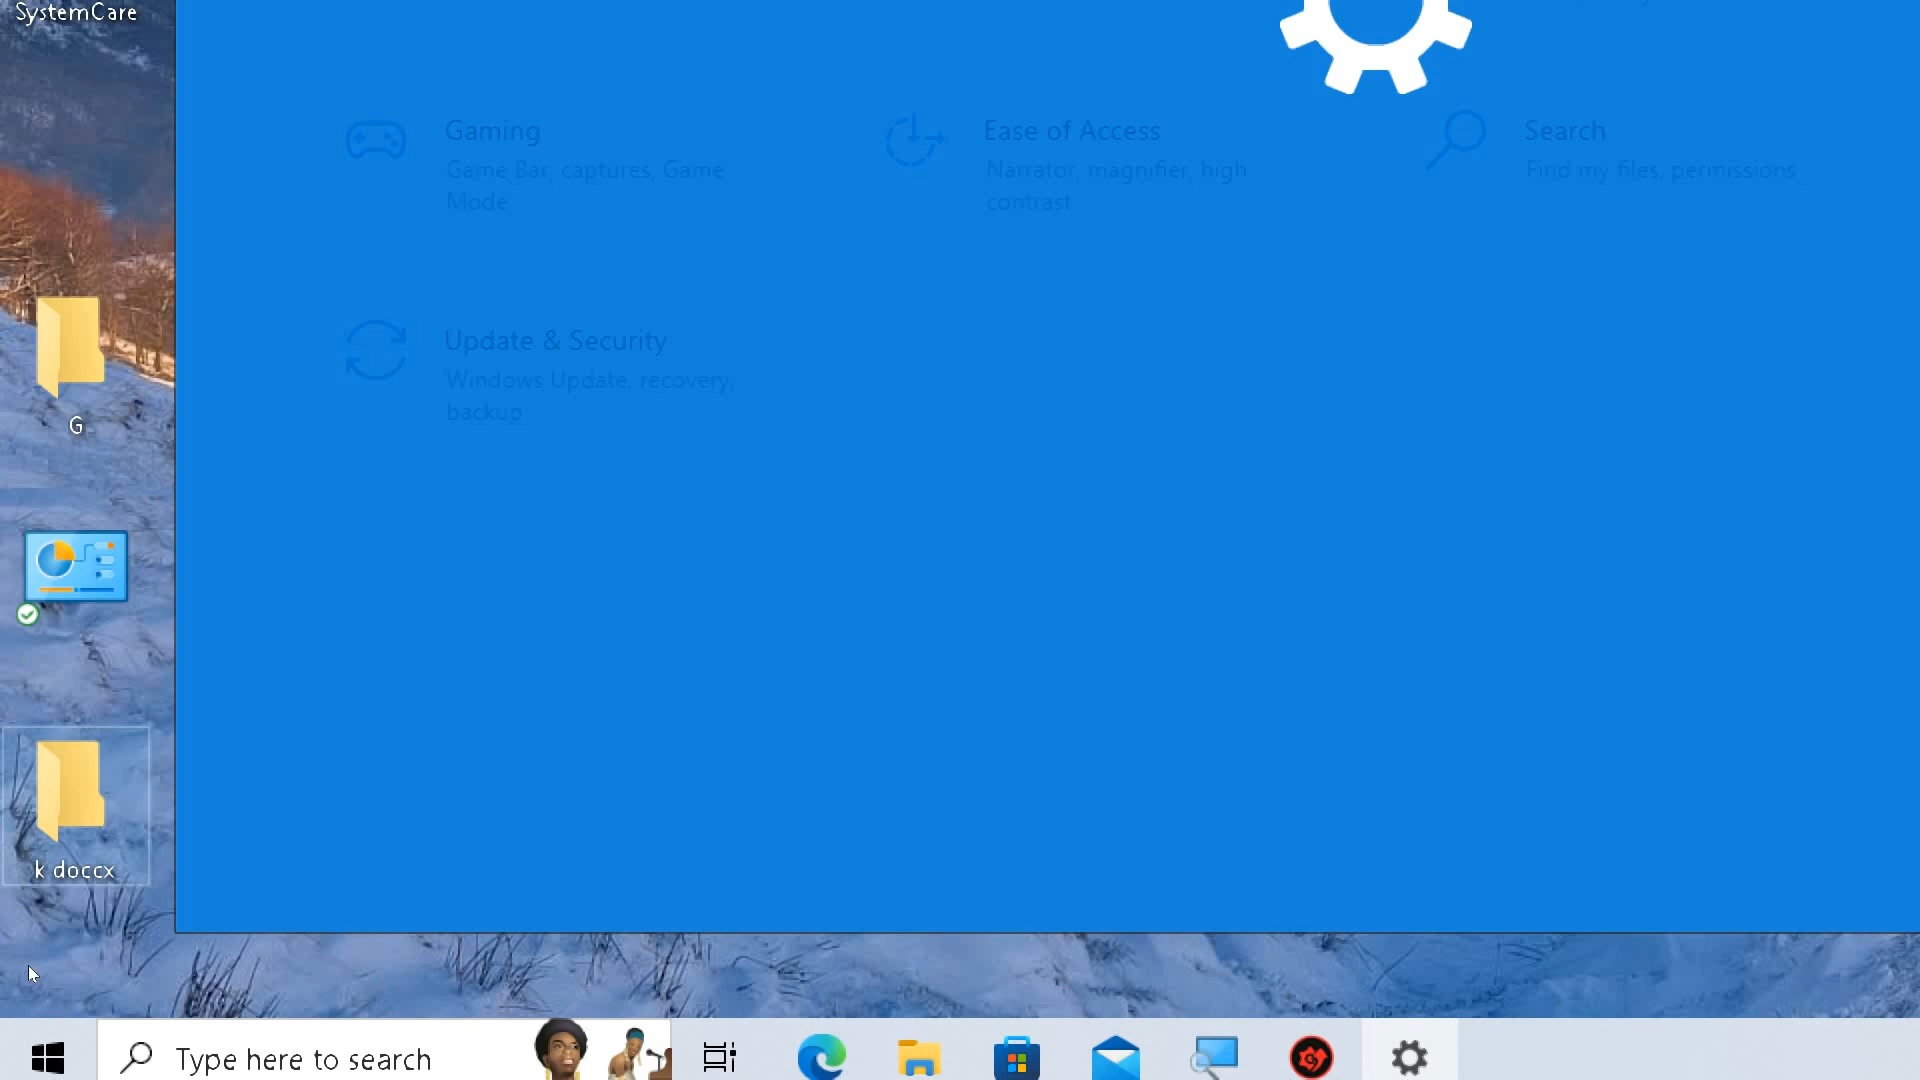 SystemCare
Gaming
Game Bar, captures, Game
Mode
Ease of Access
Narrator, magnifier, high
contrast
Search
Find my files, permissions
Update & Security
Windows Update, recovery,
backup
G
k doccx
Type here to search